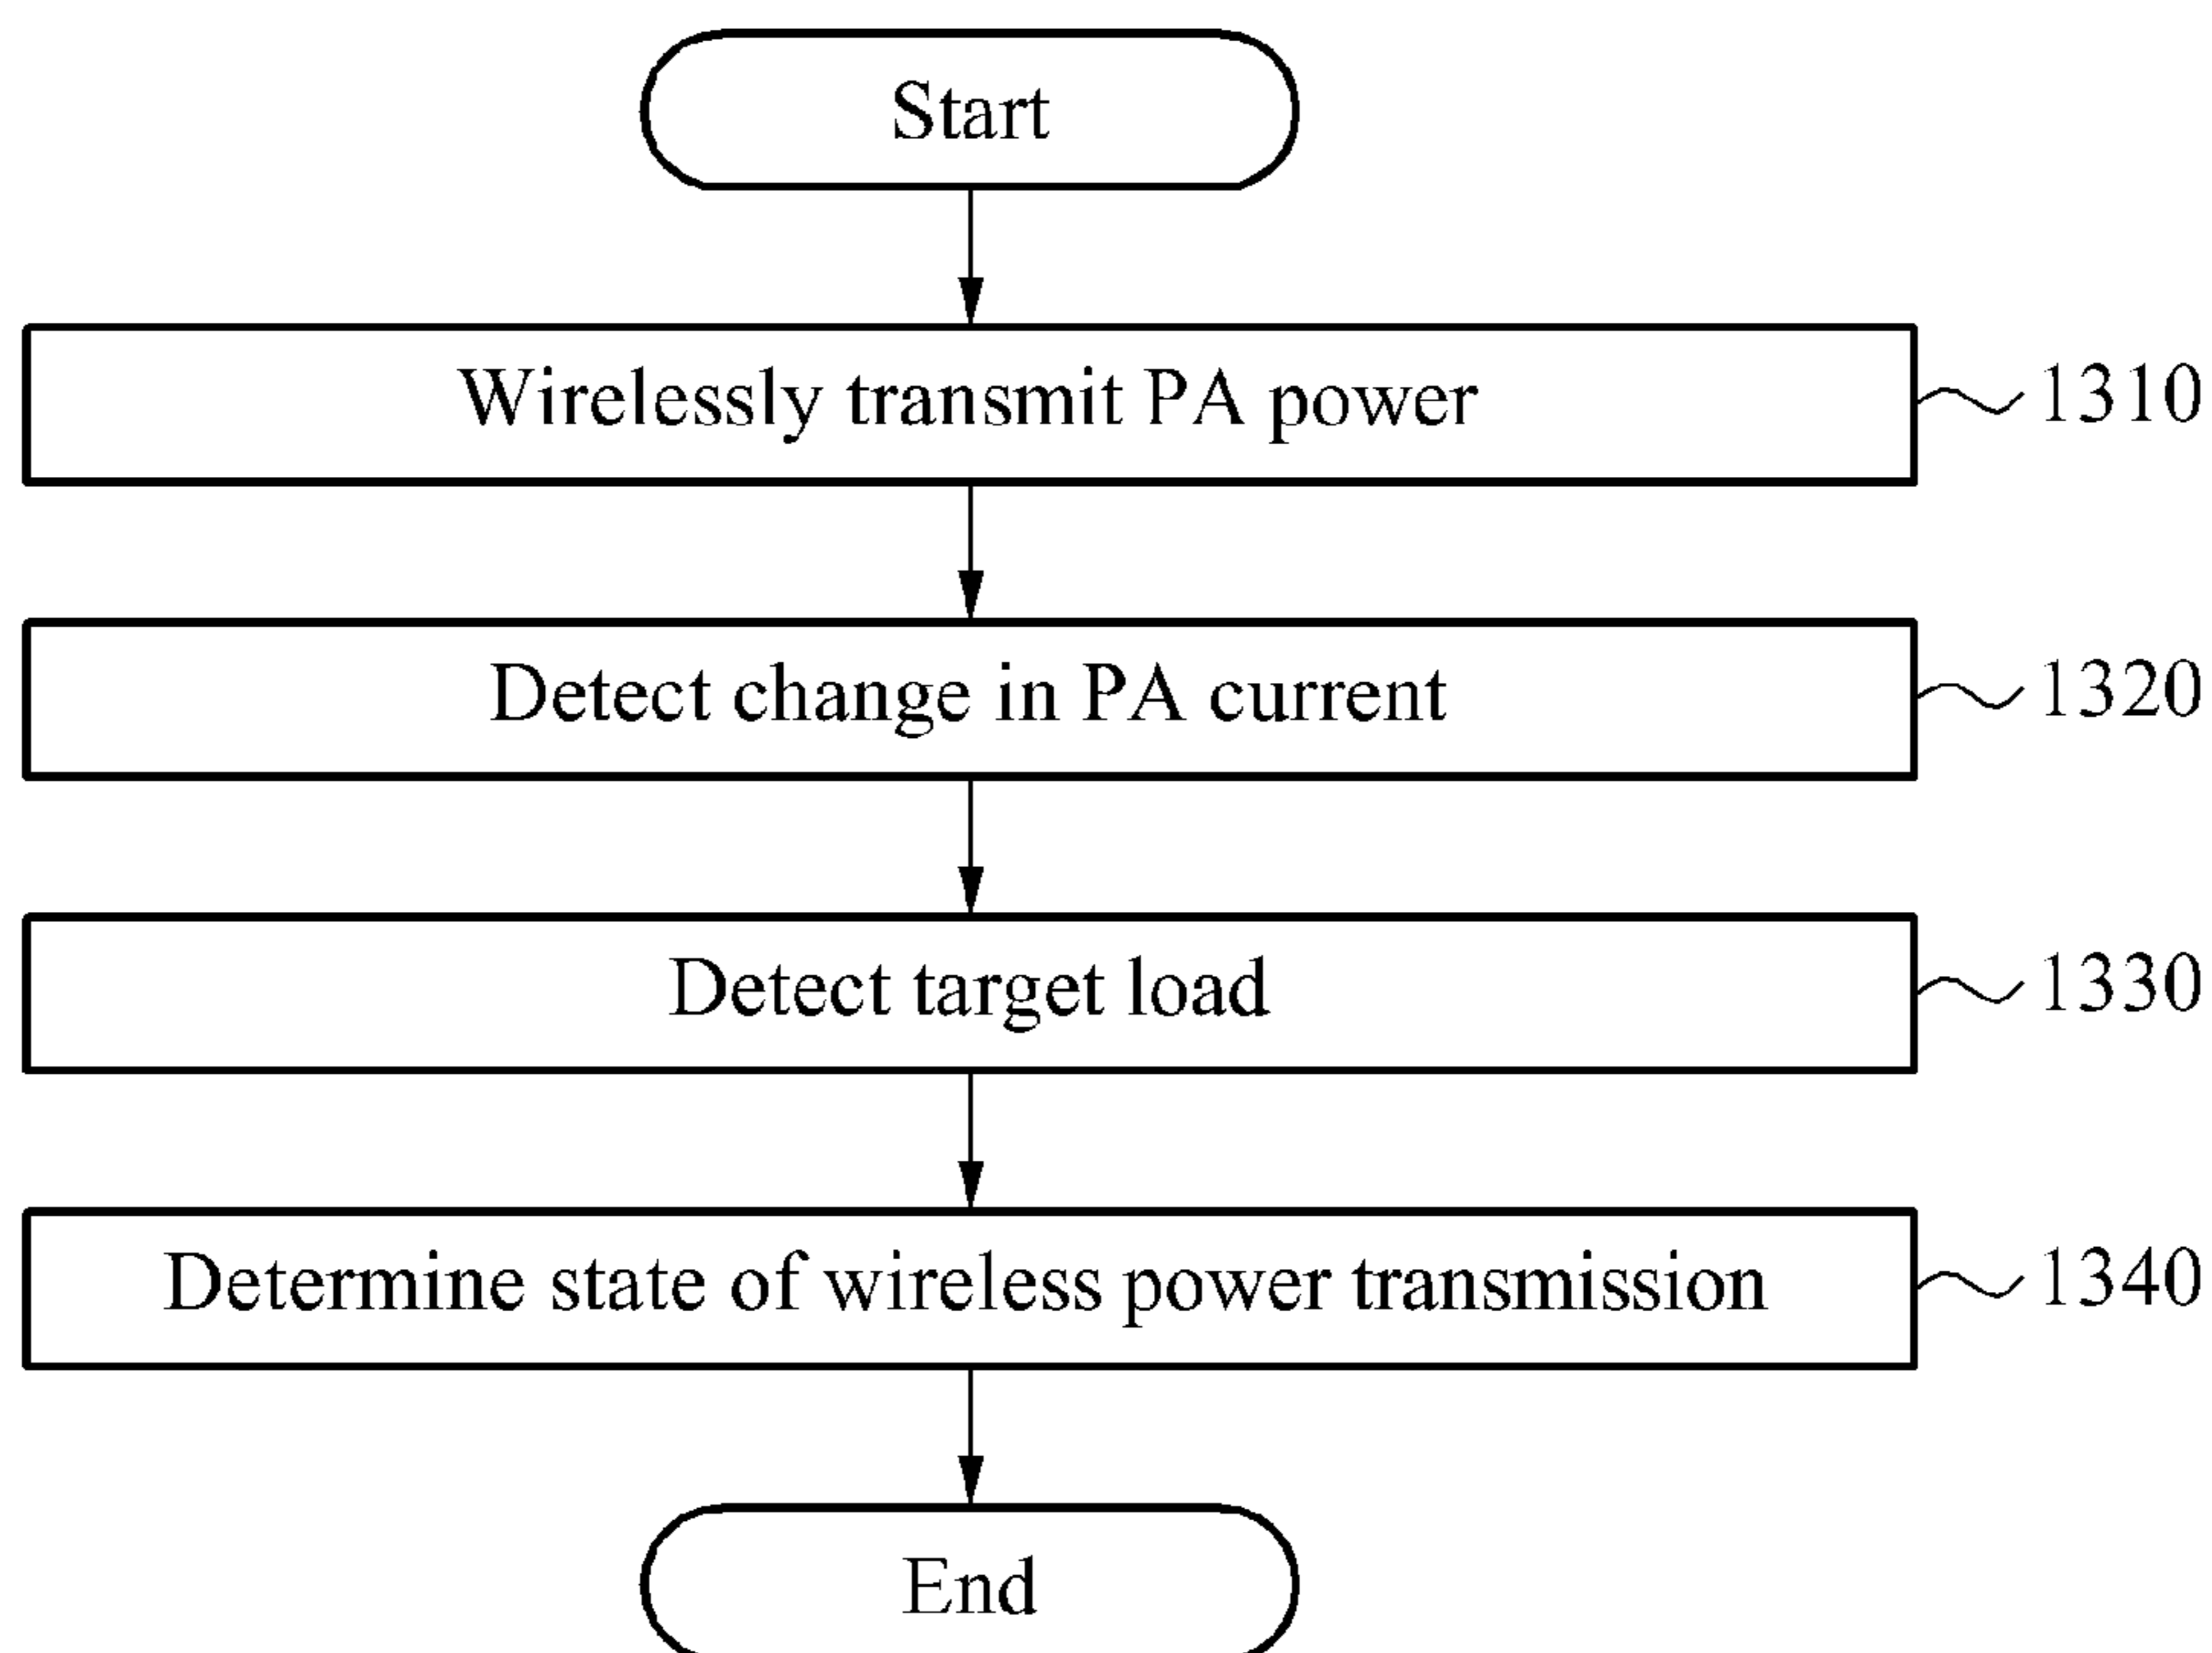 Start
Wirelessly transmit PA power
1310
Detect change in PA current
1320
Detect target load
1330
Determine state of wireless power transmission
1340
End